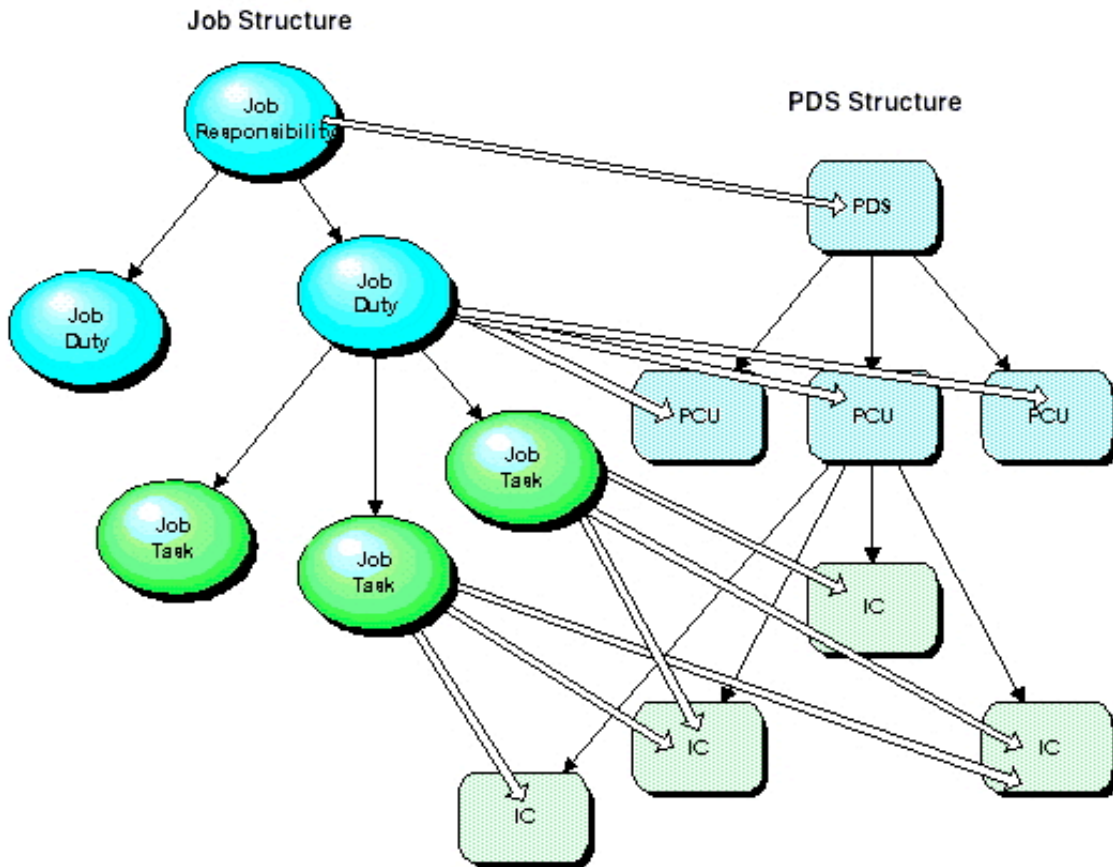 Job Structure
PDS Structure
Job
Responsibility
PDS
Job
Duty
Job
Duty
PCU
PCU
PCU
Job
Task
Job
Task
Job
Task
IC
IC
IC
IC